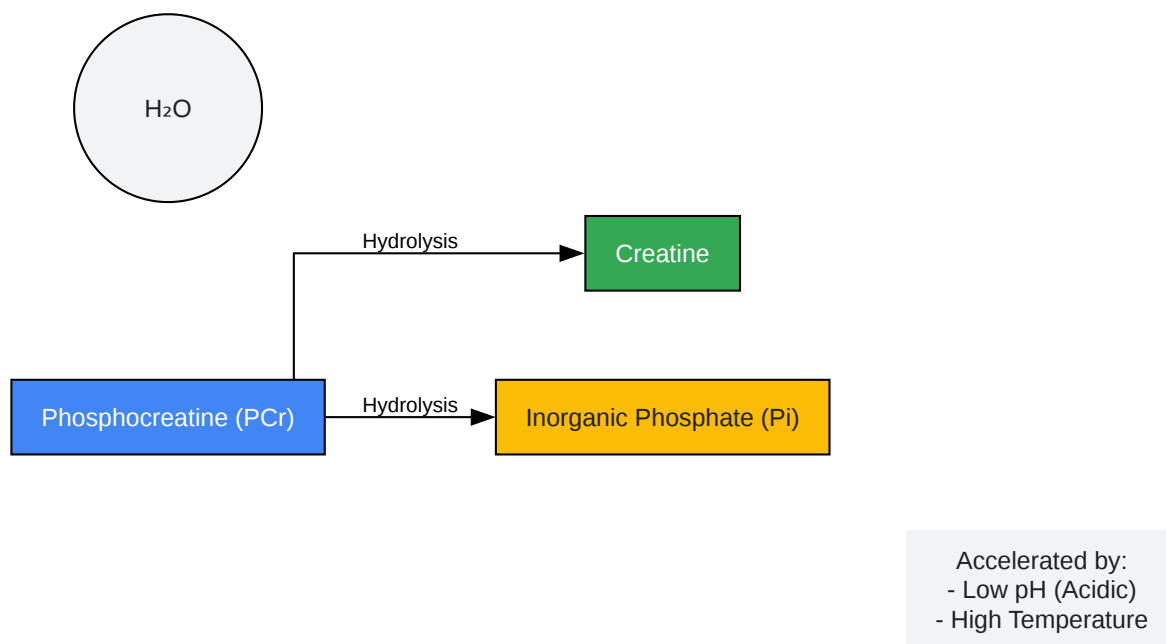 H₂O
Hydrolysis
Creatine
Phosphocreatine (PCr)
Hydrolysis
Inorganic Phosphate (Pi)
Accelerated by:
- Low pH (Acidic)
- High Temperature